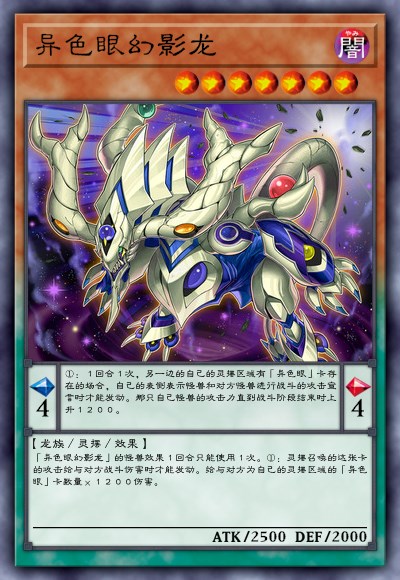 异色眼幻影龙
やみ
闇
①：1回合1次，另一边的自己的灵摆区域有「异色眼」卡存
在的场合，自己的表侧表示怪兽和对方怪兽进行战斗的攻击宣
言时才能发动。那只自己怪兽的攻击力直到战斗阶段结束时上
升1200。
4
4
【龙族／灵摆／效果】
「异色眼幻影龙」的怪兽效果1回合只能使用1次。①：灵摆召唤的这张卡
的攻击给与对方战斗伤害时才能发动。给与对方为自己的灵摆区域的「异色
眼」卡数量×1200伤害。
ATK/2500 DEF/2000